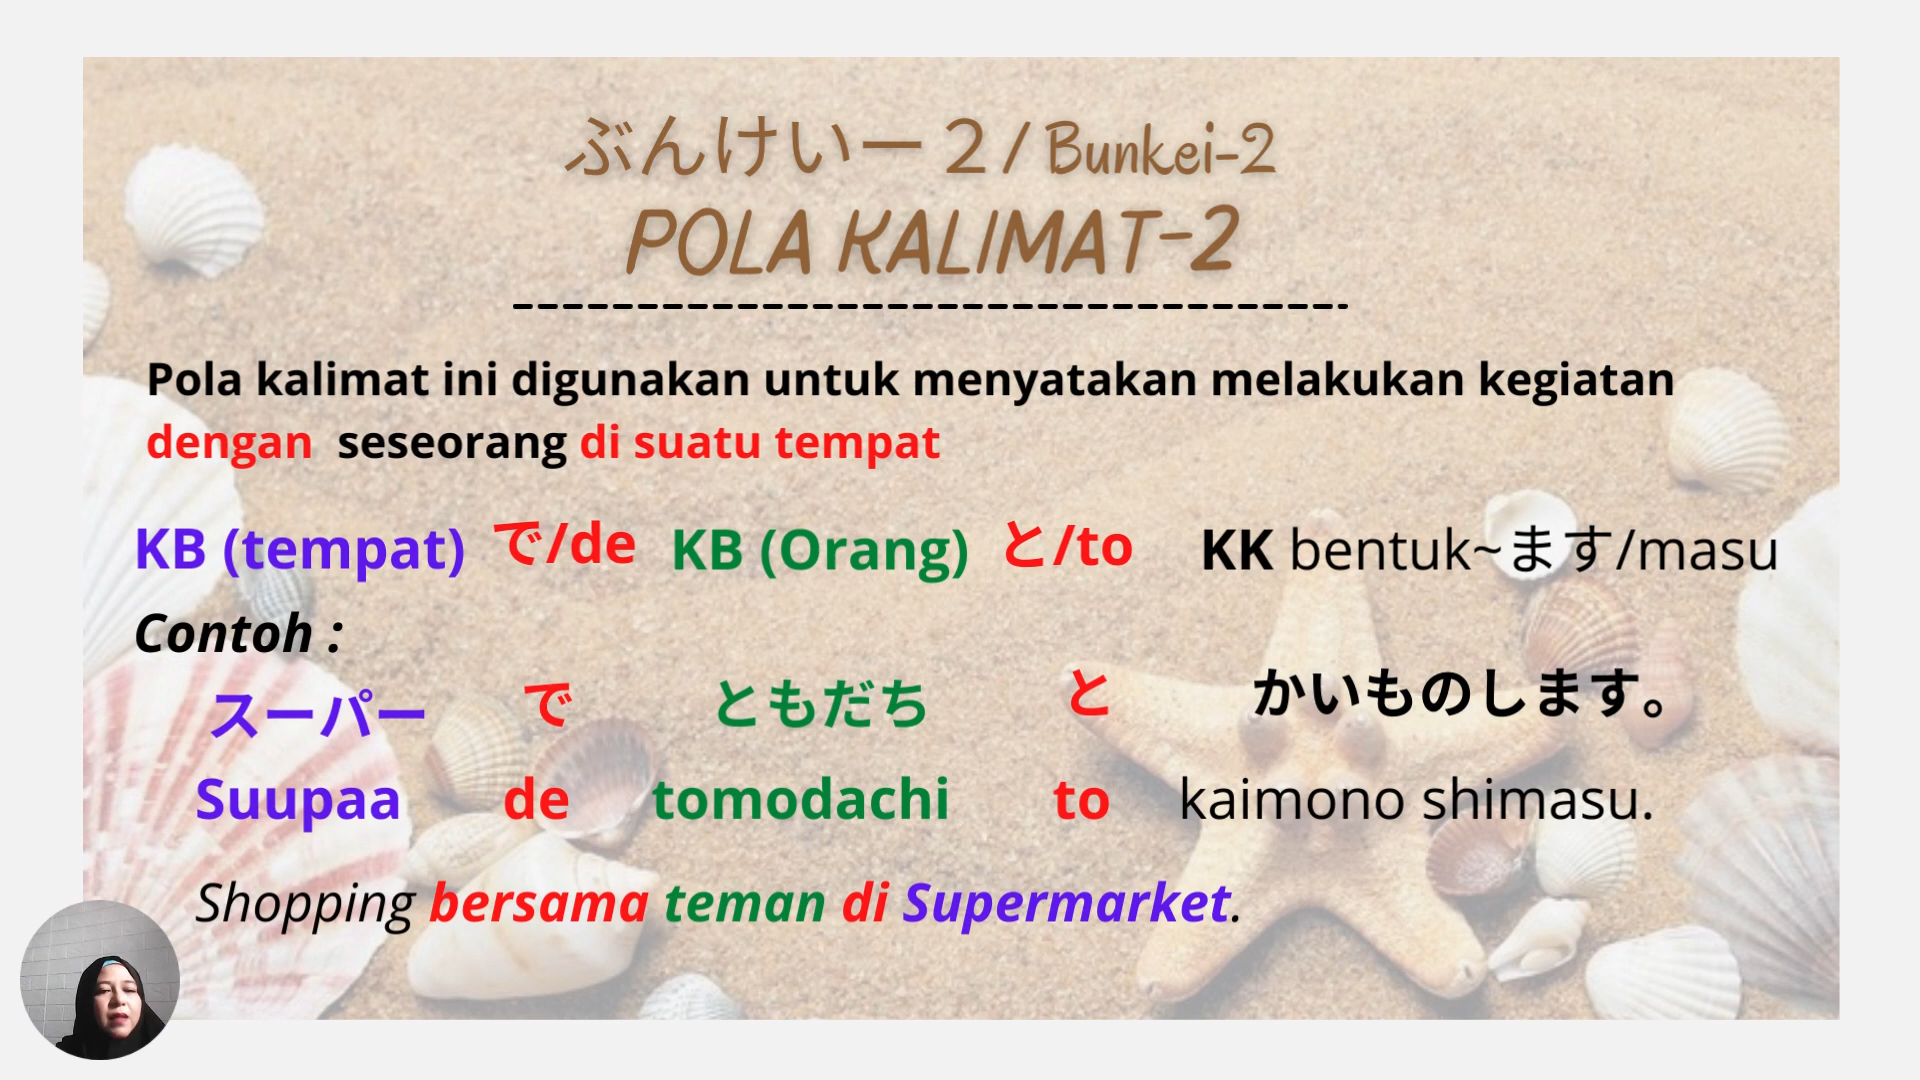 ぶんけいー２/ Bunkei-2
POLA KALIMAT-2
Pola kalimat ini digunakan untuk menyatakan melakukan kegiatan
dengan seseorang di suatu tempat
KB (tempat) で/de KB (Orang) と/to KK bentuk~ます/masu
Contoh :
スーパー で ともだち と かいものします。
Suupaa de tomodachi to kaimono shimasu.
Shopping bersama teman di Supermarket.